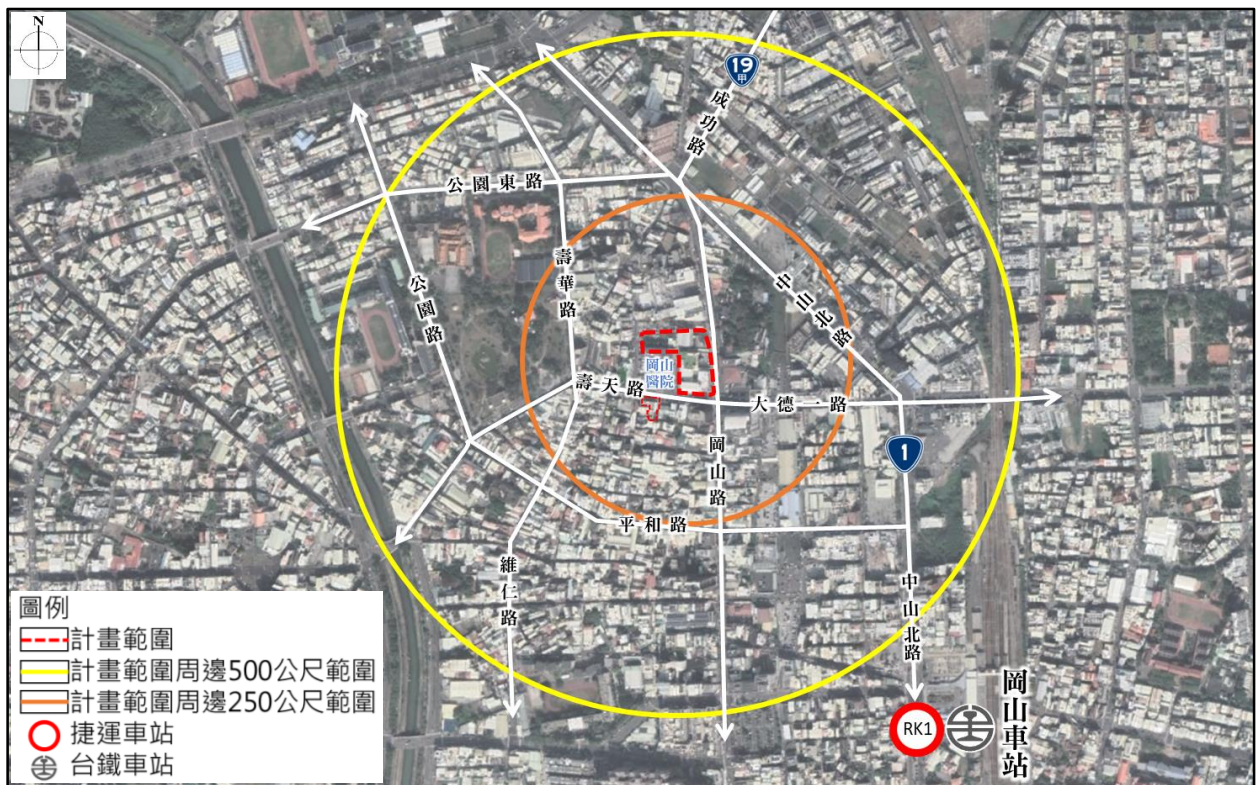 N
19
甲
成功路
公園東路
壽華路
公園路
中山北路
岡山
醫院
壽天路
大德一路
岡山路
1
平和路
維仁路
中山北路
岡山車站
RK1
圖例
計畫範圍
計畫範圍周邊500公尺範圍
計畫範圍周邊250公尺範圍
捷運車站
台鐵車站